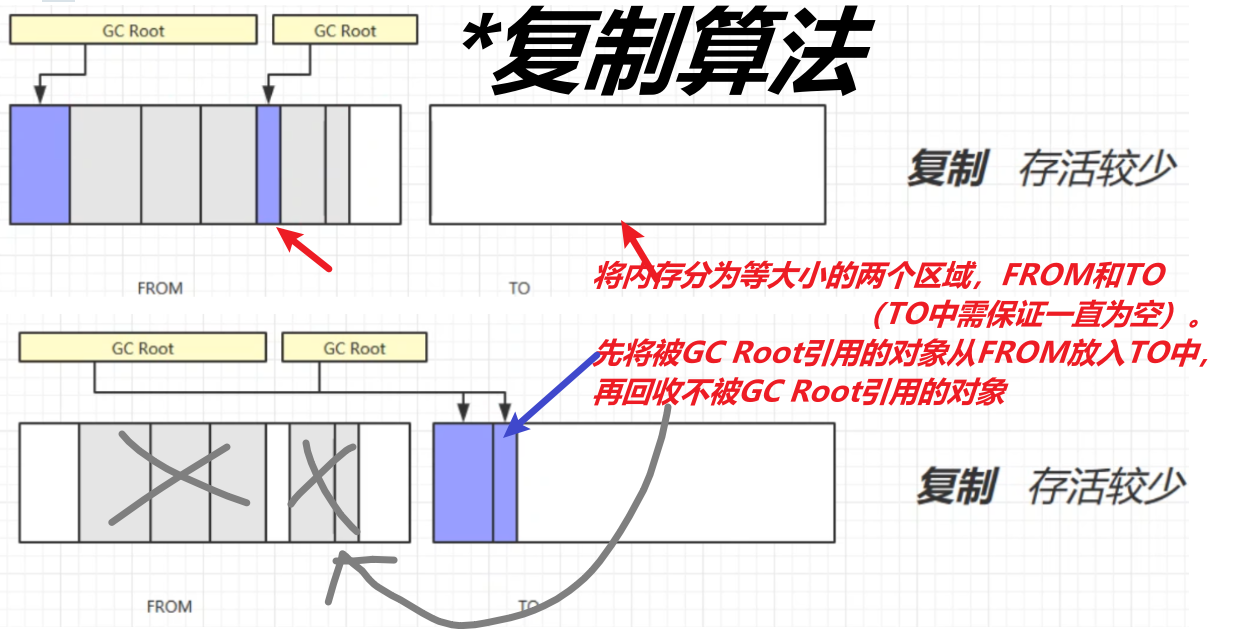 GC Root
GC Root
*复制算法
复制 存活较少
FROM
TO
将内存分为等大小的两个区域，FROM和TO
（TO中需保证一直为空）。
先将被GC Root引用的对象从FROM放入TO中，
再回收不被GC Root引用的对象
GC Root
GC Root
复制 存活较少
FROM
TO